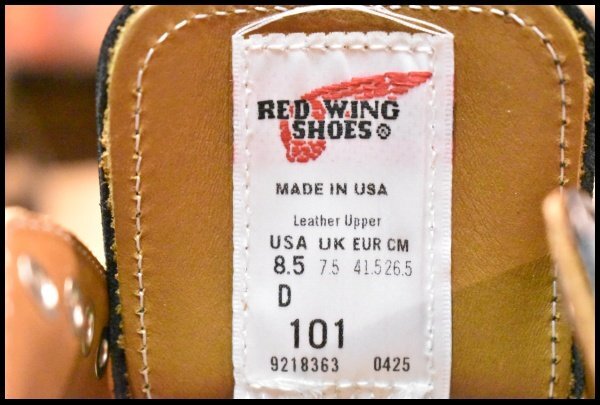 RED WING
SHOES®
MADE IN USA
Leather Upper
USA UK EUR CM
8.5 7.5 41.5 26.5
D
101
9218363 0425